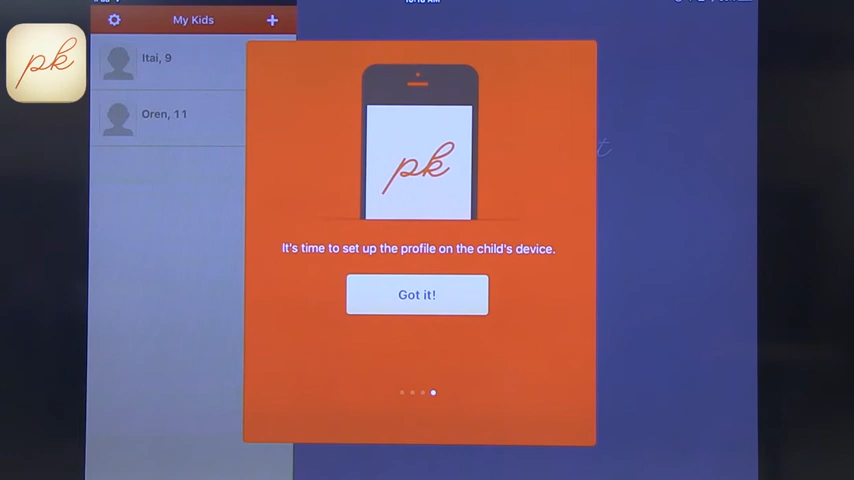 My Kids
+
pk
Itai, 9
Oren, 11
pk
It's time to set up the profile on the child's device.
Got it!